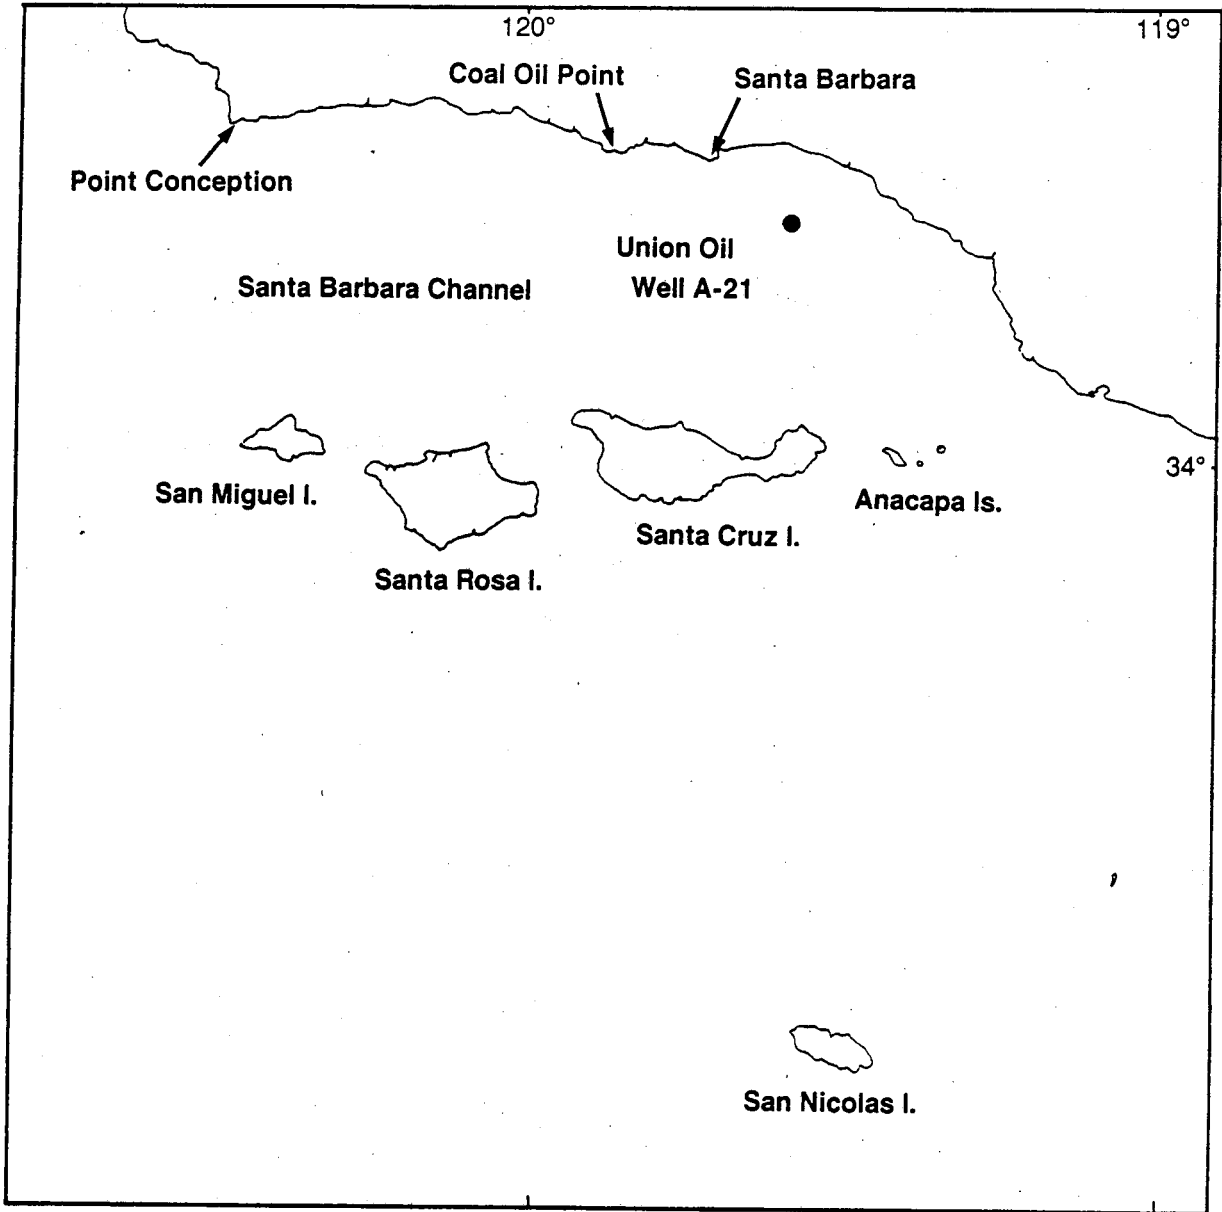 120°
119°
Coal Oil Point
Santa Barbara
Point Conception
Union Oil
Well A-21
Santa Barbara Channel
34°
San Miguel I.
Anacapa Is.
Santa Cruz I.
Santa Rosa I.
San Nicolas I.